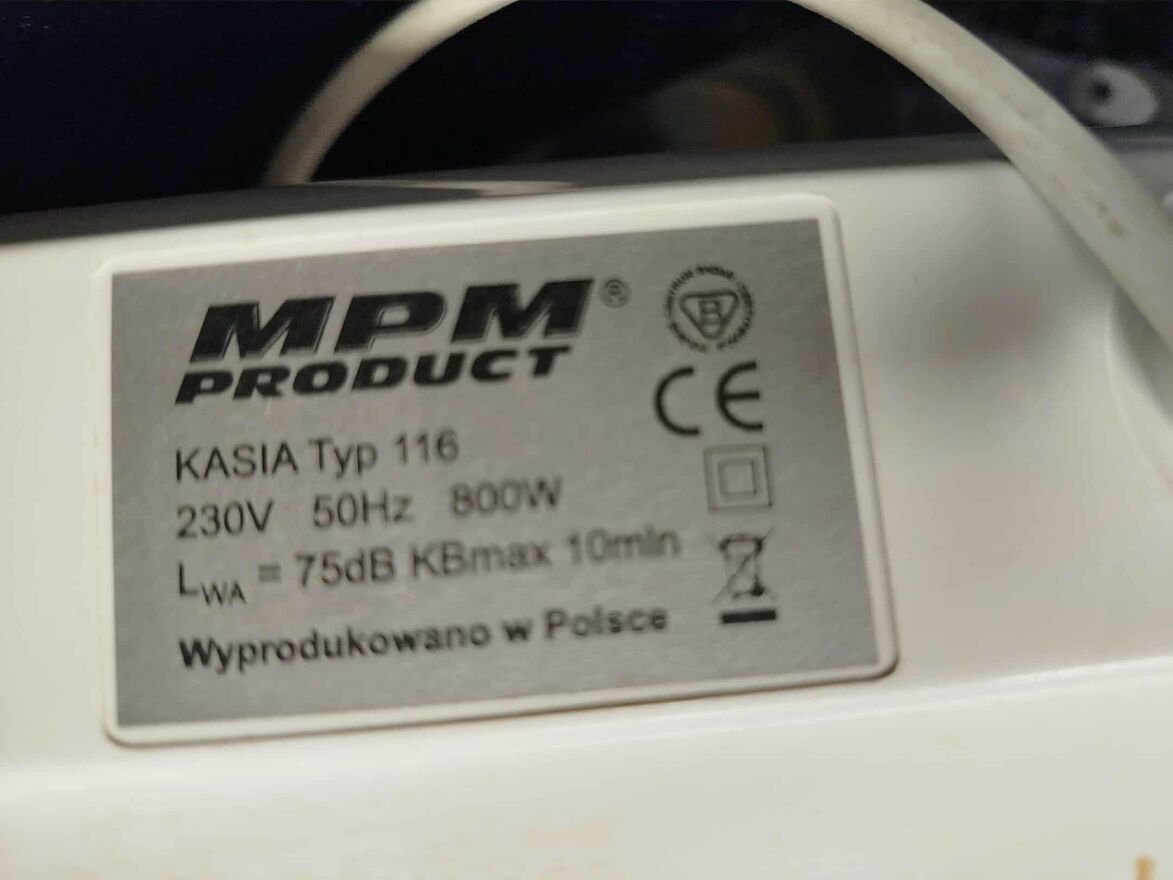 MPM®
PRODUCT
B
CE
KASIA Typ 116
230V 50Hz 800W
LWA = 75dB KBmax 10min
Wyprodukowano w Polsce